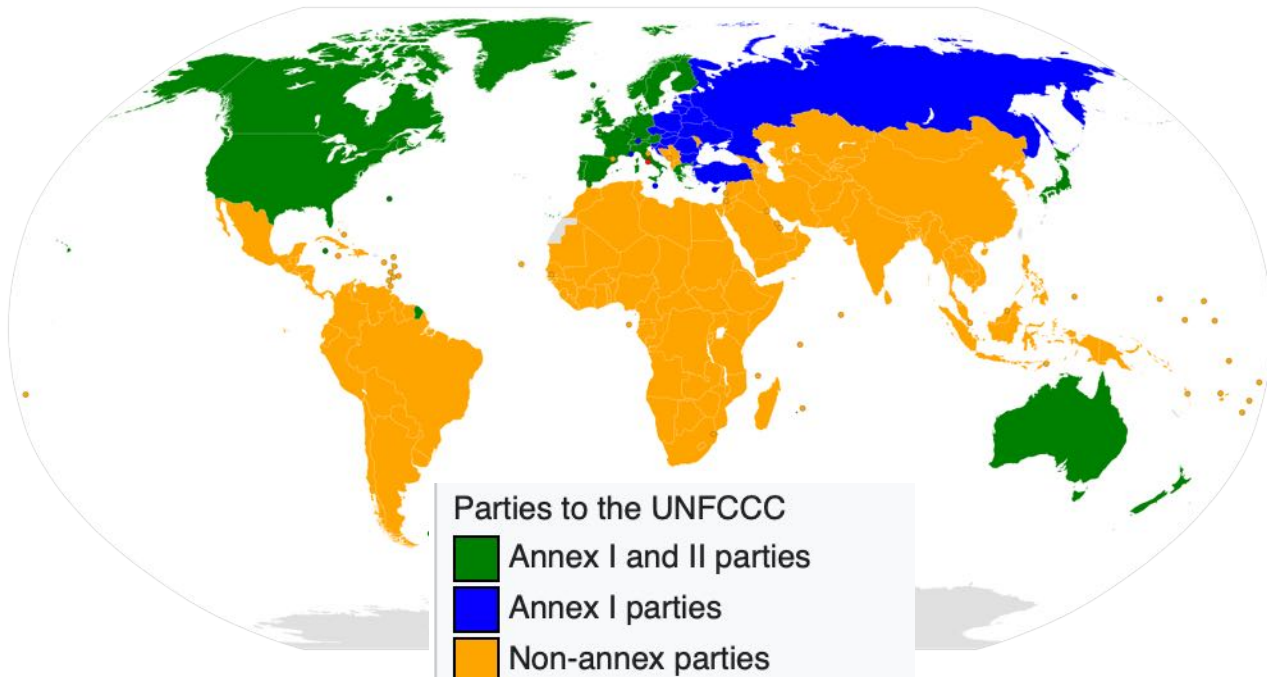 Parties to the UNFCCC
Annex I and II parties
Annex I parties
Non-annex parties